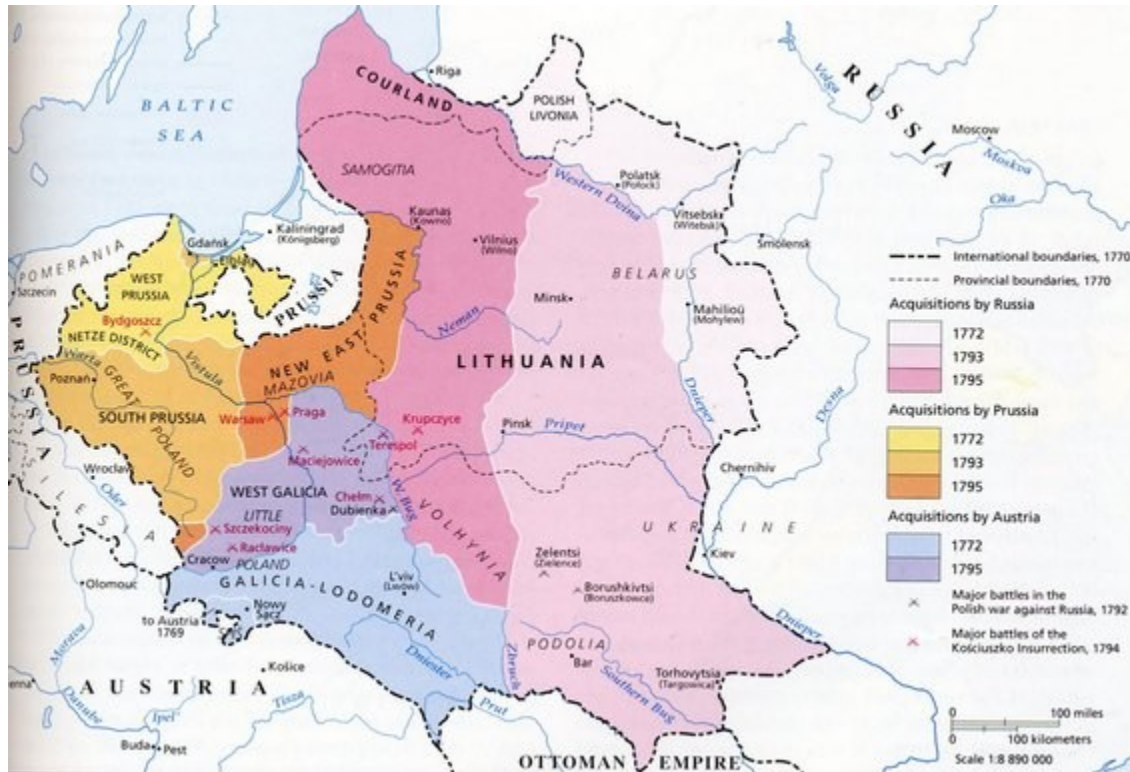 BALTIC
SEA
Riga
COURLAND
POLISH
LIVONIA
RUSSIA
Volga
Moscow
Moskva
Oka
SAMOGITIA
Western Dvina
Polatsk
(Połock)
Vitsebsk
(Witebsk)
Smolensk
Kaunas
(Kowno)
Vilnius
(Wilno)
Kaliningrad
(Königsberg)
Gdańsk
POMERANIA
Szczecin
WEST
PRUSSIA
Bydgoszcz
NETZE DISTRICT
PRUSSIA
NEW EAST PRUSSIA
MAZOVIA
Neman
Minsk
BELARUS
Mahilioŭ
(Mohylew)
LITHUANIA
Dnieper
Desna
PRUSSIA
Warta
Vistula
Poznań
GREAT POLAND
SOUTH PRUSSIA
Warsaw
Praga
Krupczyce
Terespol
Maciejowice
Pinsk
Pripet
Chernihiv
Wrocław
Oder
SILESIA
WEST GALICIA
LITTLE
POLAND
Chełm
Dubienka
W. Bug
VOLHYNIA
UKRAINE
Szczekociny
Racławice
Cracow
GALICIA-LODOMERIA
L'viv
(Lwów)
Zelentsi
(Zieleńce)
Borushkivtsi
(Boruszkowce)
Kiev
Dnieper
Olomouc
to Austria
1769
Nowy
Sącz
Dniester
Zbruch
PODOLIA
Bar
Southern Bug
Torhovytsia
(Targowica)
Morava
Košice
AUSTRIA
Danube
Ipel'
Tisza
Prut
Buda
Pest
OTTOMAN EMPIRE
International boundaries, 1770
Provincial boundaries, 1770
Acquisitions by Russia
1772
1793
1795
Acquisitions by Prussia
1772
1793
1795
Acquisitions by Austria
1772
1795
Major battles in the
Polish war against Russia, 1792
Major battles of the
Kościuszko Insurrection, 1794
0 100 miles
0 100 kilometers
Scale 1:8 890 000